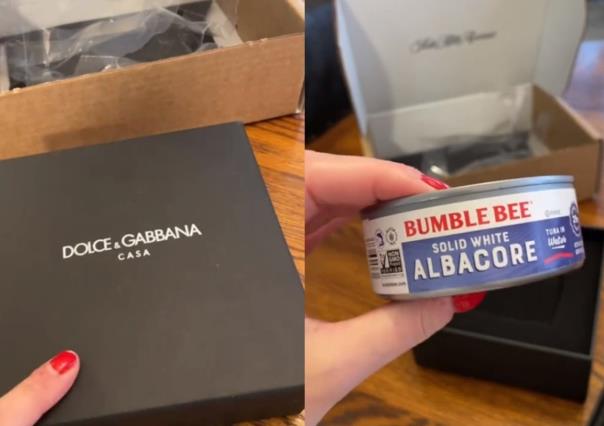 DOLCE & GABBANA
CASA
BUMBLE BEE
SOLID WHITE
ALBACORE
TUNA IN
Water